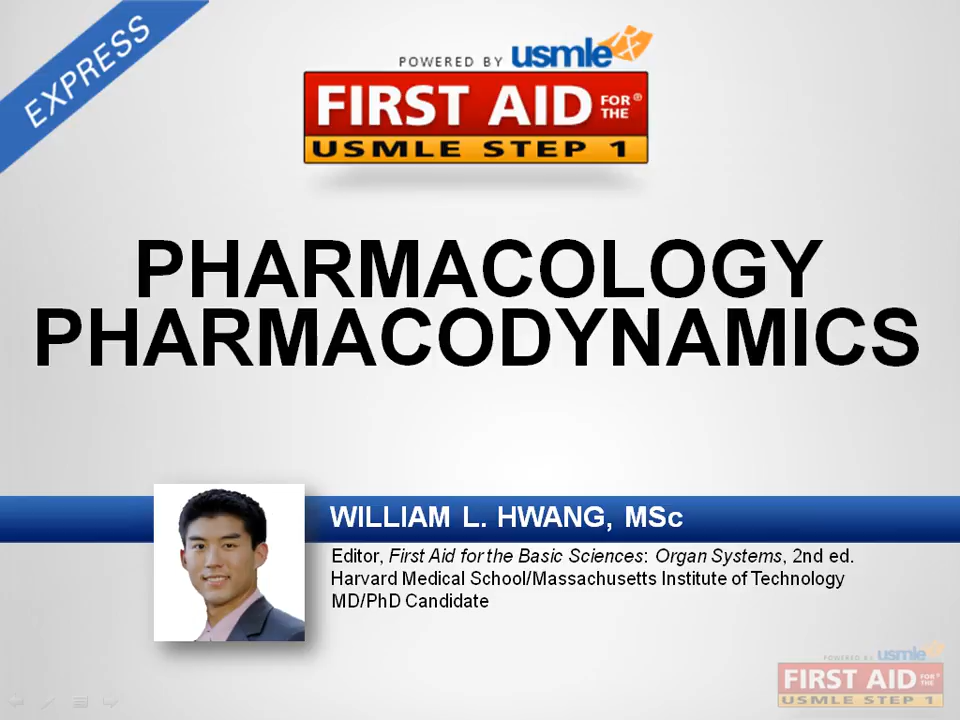 EXPRESS
POWERED BY usmleRx
FIRST AID FOR THE®
USMLE STEP 1
PHARMACOLOGY
PHARMACODYNAMICS
WILLIAM L. HWANG, MSc
Editor, First Aid for the Basic Sciences: Organ Systems, 2nd ed.
Harvard Medical School/Massachusetts Institute of Technology
MD/PhD Candidate
POWERED BY usmleRx
FIRST AID FOR THE®
USMLE STEP 1